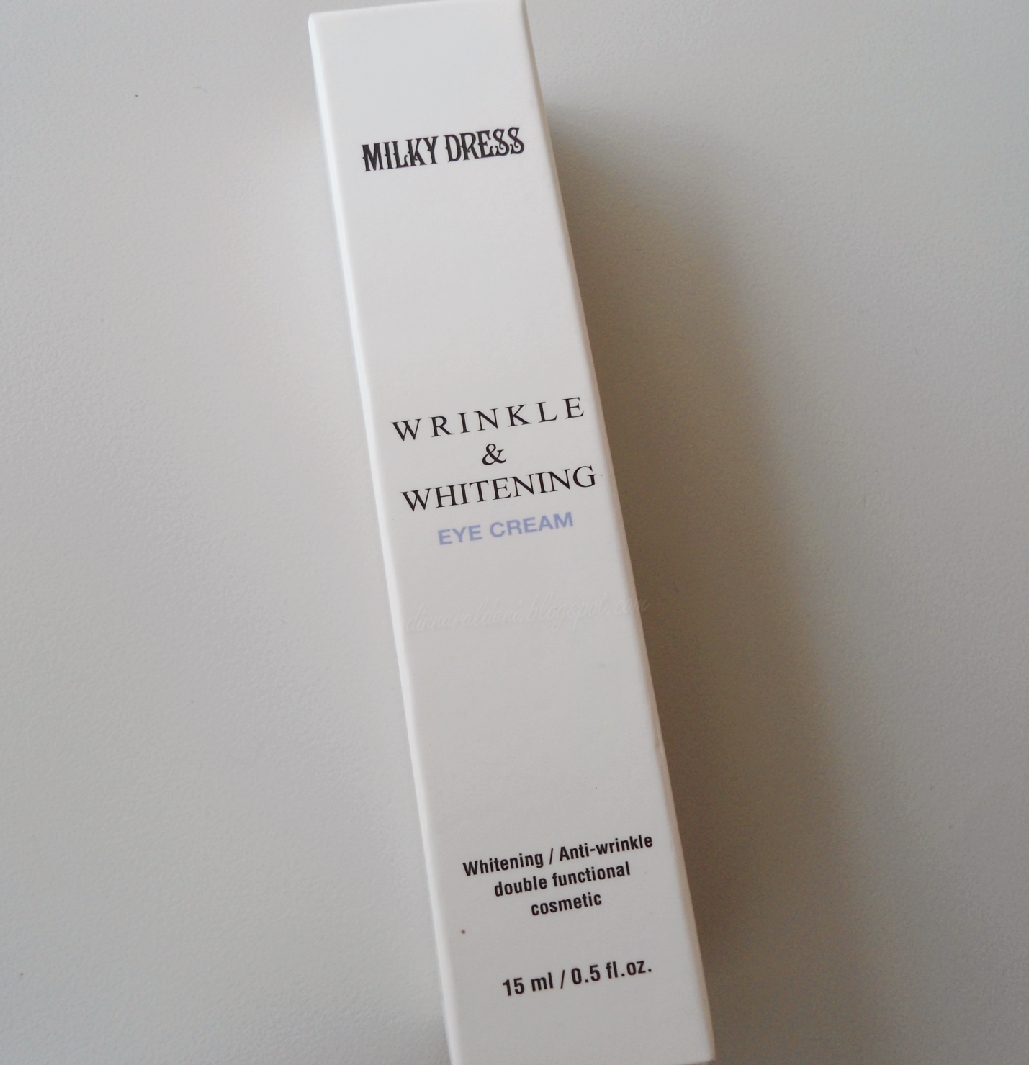 MILKY DRESS
WRINKLE
&
WHITENING
EYE CREAM
Whitening / Anti-wrinkle
double functional
cosmetic
15 ml / 0.5 fl.oz.